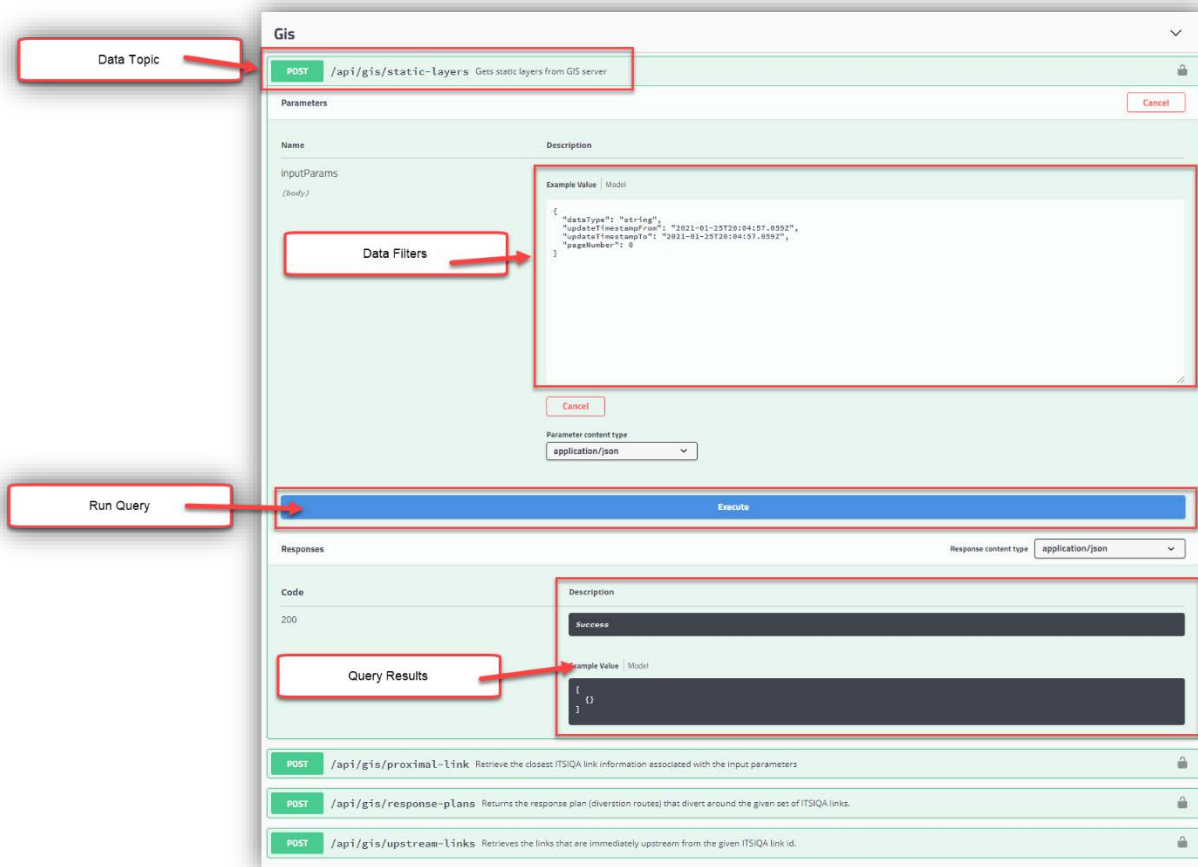 Gis
Data Topic
POST /api/gis/static-layers Gets static layers from GIS server
Parameters
Cancel
Name
Description
inputParams
(body)
Example Value | Model
{
"dataType": "string",
"updateTimestampFrom": "2021-01-25T20:04:57.059Z",
"updateTimestampTo": "2021-01-25T20:04:57.059Z",
"pageNumber": 0
}
Data Filters
Cancel
Parameter content type
application/json
Run Query
Execute
Responses
Response content type
application/json
Code
Description
200
Success
Query Results
Example Value | Model
[
{}
]
POST /api/gis/proximal-link Retrieve the closest ITSIQA link information associated with the input parameters
POST /api/gis/response-plans Returns the response plan (diverstion routes) that divert around the given set of ITSIQA links.
POST /api/gis/upstream-links Retrieves the links that are immediately upstream from the given ITSIQA link id.